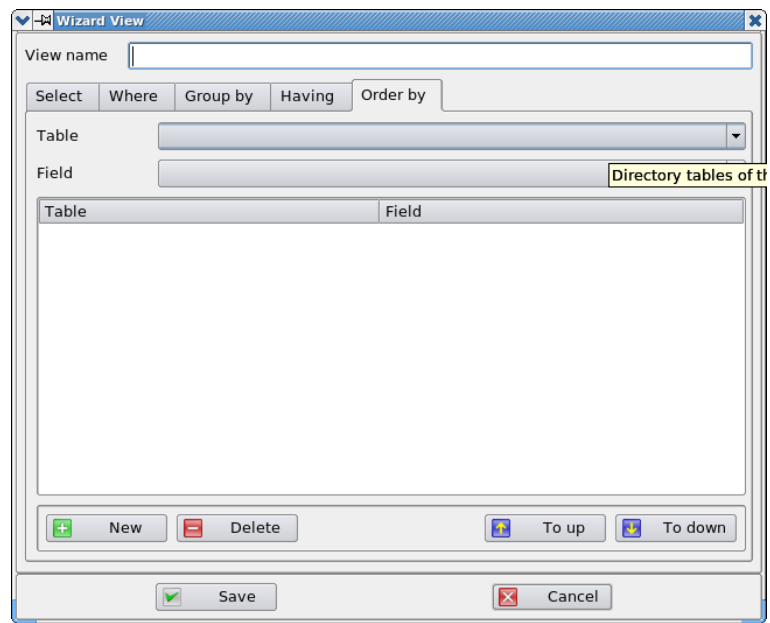 Wizard View
View name
Select Where Group by Having Order by
Table
Field
Directory tables of th
Table Field
New Delete To up To down
Save Cancel